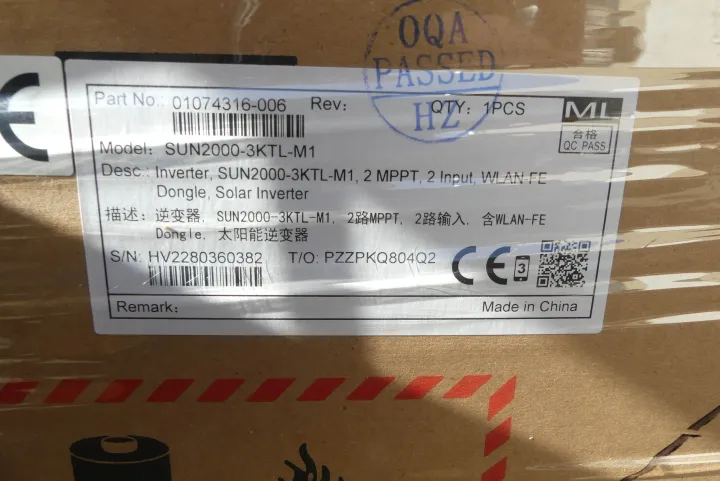 OQA
PASSED
HZ
CE
Part No.: 01074316-006 Rev: QTY: 1PCS
ML
合格
QC PASS
Model: SUN2000-3KTL-M1
Desc.: Inverter, SUN2000-3KTL-M1, 2 MPPT, 2 Input, WLAN-FE
Dongle, Solar Inverter
描述: 逆变器, SUN2000-3KTL-M1, 2路MPPT, 2路输入, 含WLAN-FE
Dongle, 太阳能逆变器
S/N: HV2280360382 T/O: PZZPKQ804Q2
CE
3
Remark: Made in China